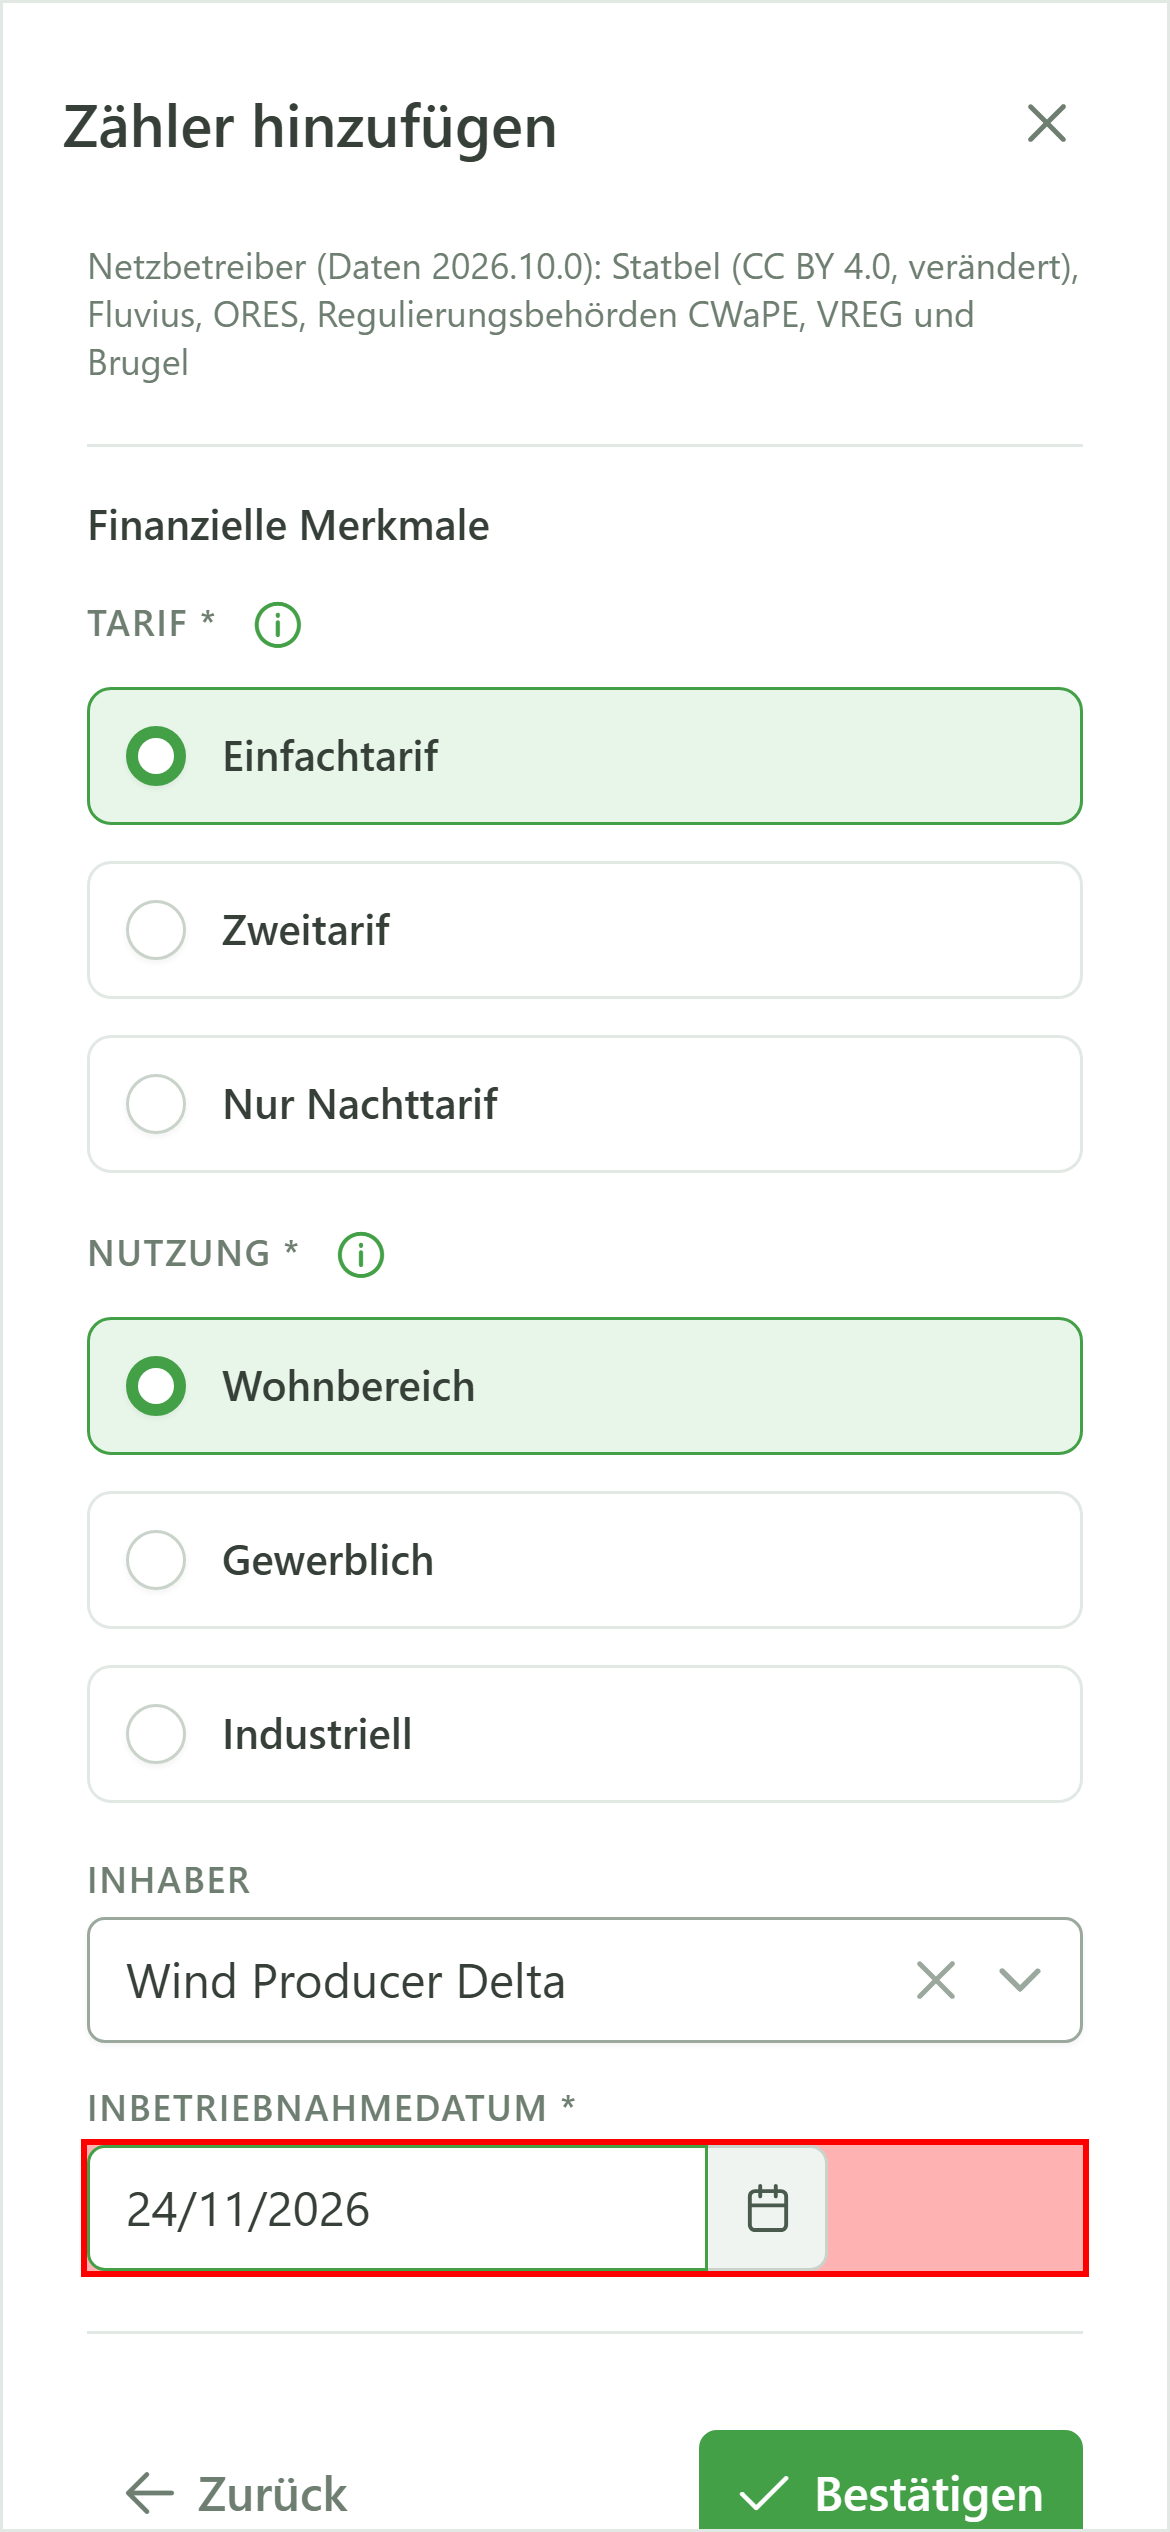 Zähler hinzufügen
Netzbetreiber (Daten 2026.10.0): Statbel (CC BY 4.0, verändert),
Fluvius, ORES, Regulierungsbehörden CWaPE, VREG und
Brugel
Finanzielle Merkmale
TARIF *
Einfachtarif
Zweitarif
Nur Nachttarif
NUTZUNG *
Wohnbereich
Gewerblich
Industriell
INHABER
Wind Producer Delta
INBETRIEBNAHMEDATUM *
24/11/2026
Zurück
Bestätigen